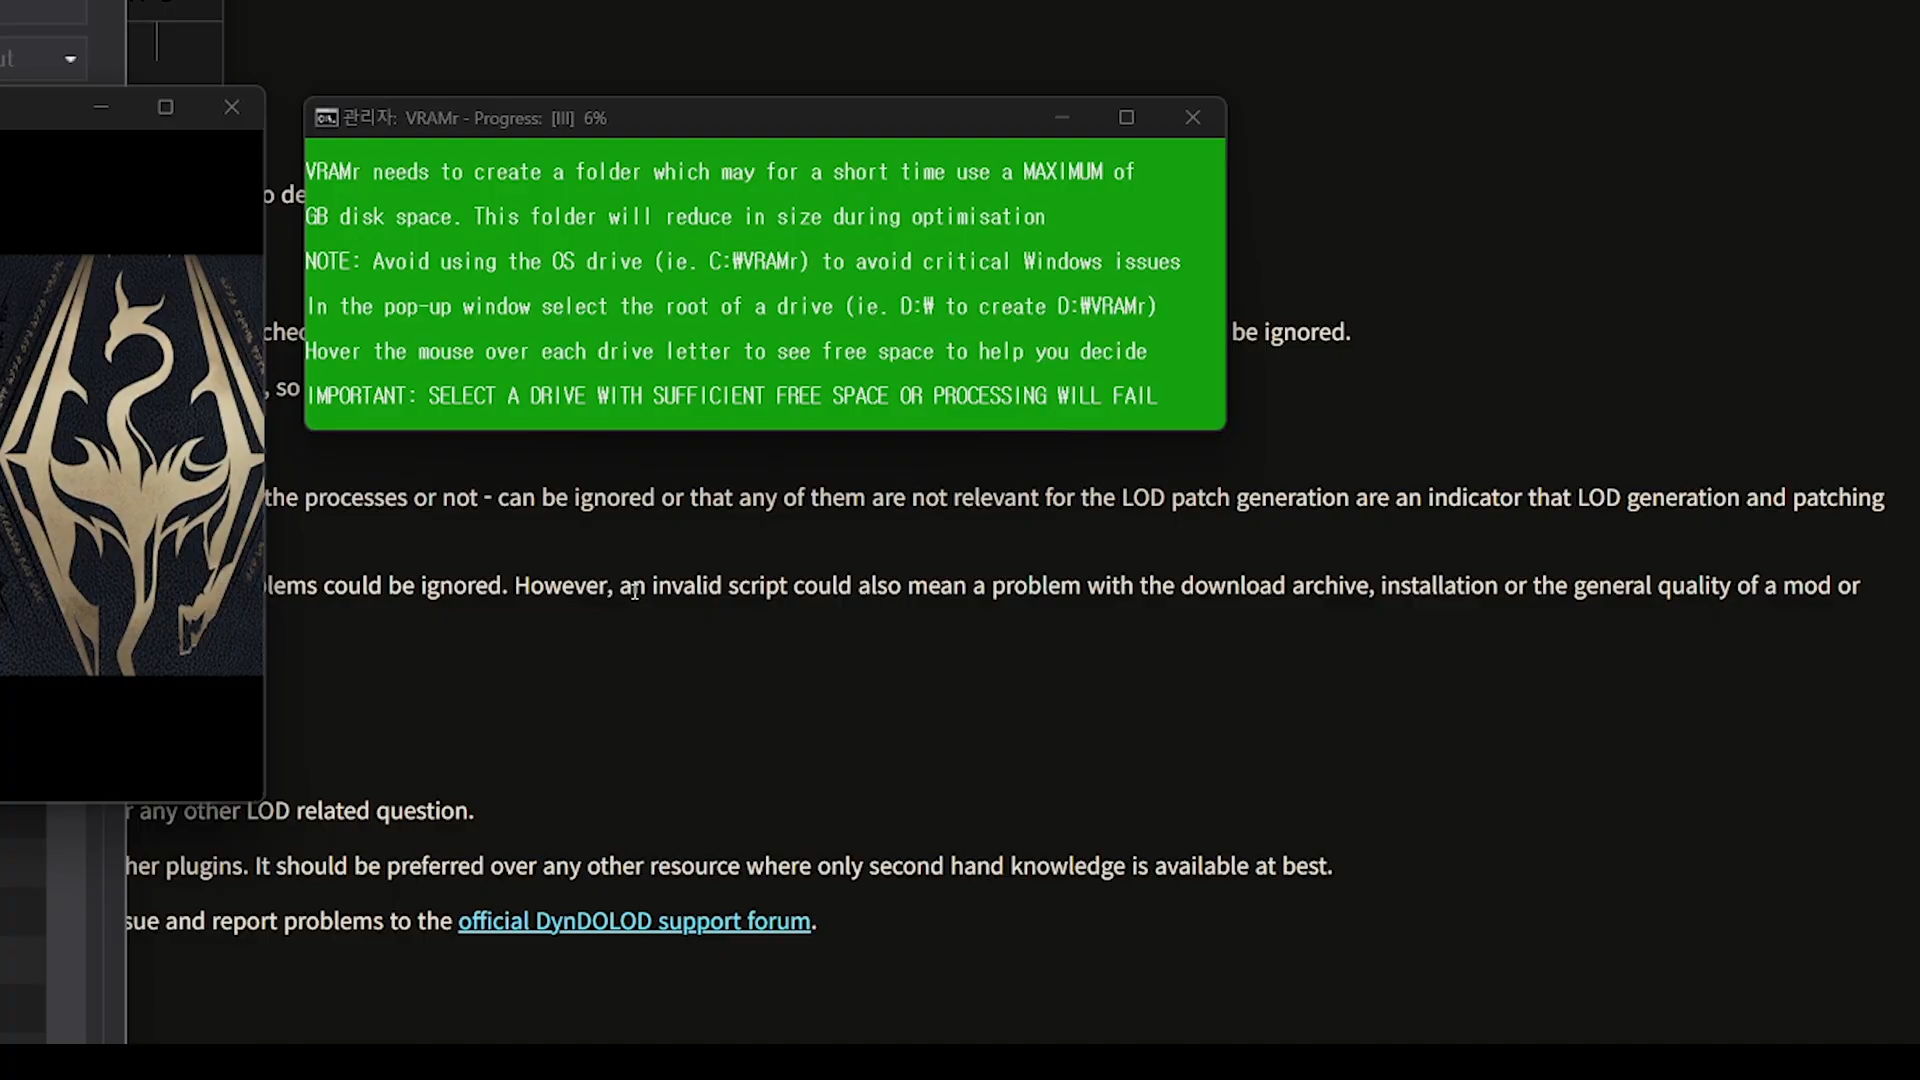 ut
관리자: VRAMr - Progress: [III] 6%
VRAMr needs to create a folder which may for a short time use a MAXIMUM of
GB disk space. This folder will reduce in size during optimisation
NOTE: Avoid using the OS drive (ie. C:₩VRAMr) to avoid critical Windows issues
In the pop-up window select the root of a drive (ie. D:₩ to create D:₩VRAMr)
Hover the mouse over each drive letter to see free space to help you decide
IMPORTANT: SELECT A DRIVE WITH SUFFICIENT FREE SPACE OR PROCESSING WILL FAIL
o de
chec
be ignored.
, so
the processes or not - can be ignored or that any of them are not relevant for the LOD patch generation are an indicator that LOD generation and patching
lems could be ignored. However, an invalid script could also mean a problem with the download archive, installation or the general quality of a mod or
r any other LOD related question.
her plugins. It should be preferred over any other resource where only second hand knowledge is available at best.
sue and report problems to the official DynDOLOD support forum.